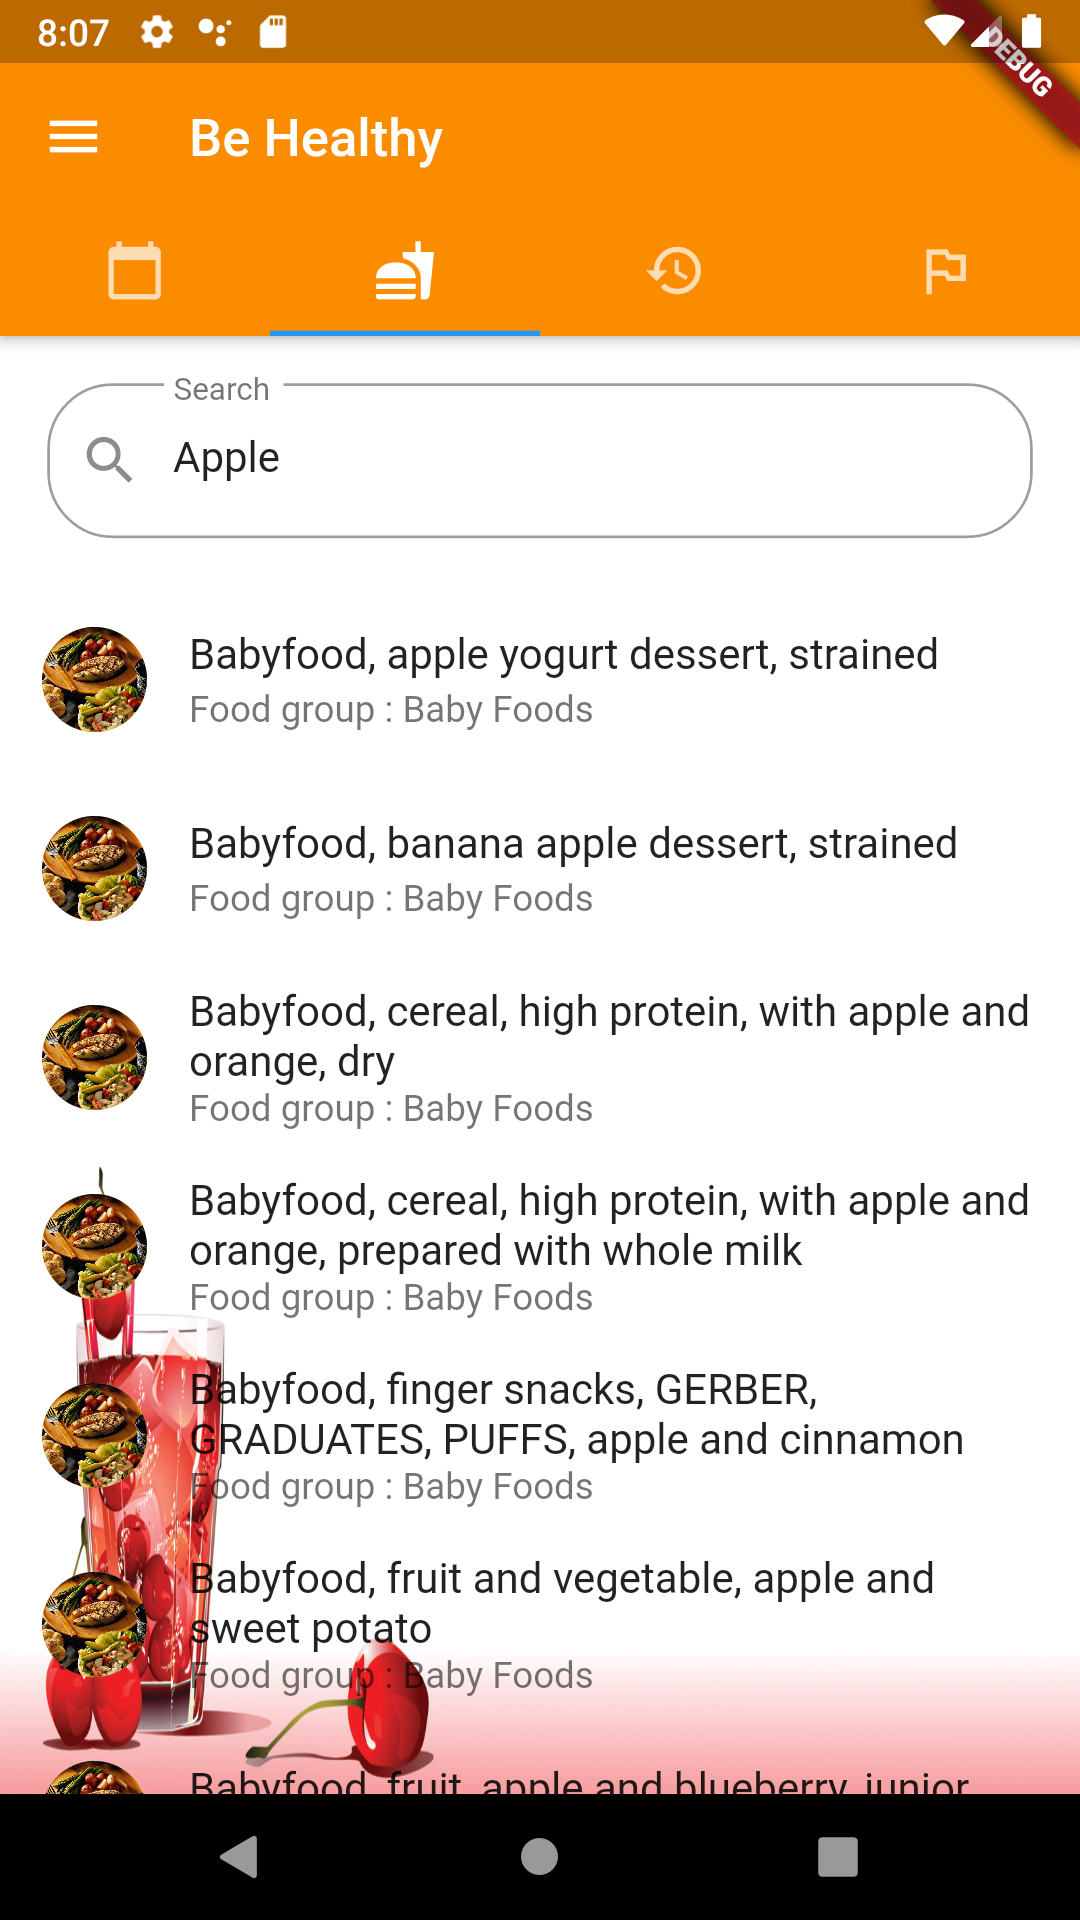 8:07
DEBUG
Be Healthy
Search
Apple
Babyfood, apple yogurt dessert, strained
Food group : Baby Foods
Babyfood, banana apple dessert, strained
Food group : Baby Foods
Babyfood, cereal, high protein, with apple and
orange, dry
Food group : Baby Foods
Babyfood, cereal, high protein, with apple and
orange, prepared with whole milk
Food group : Baby Foods
Babyfood, finger snacks, GERBER,
GRADUATES, PUFFS, apple and cinnamon
Food group : Baby Foods
Babyfood, fruit and vegetable, apple and
sweet potato
Food group : Baby Foods
Babyfood, fruit, apple and blueberry, junior